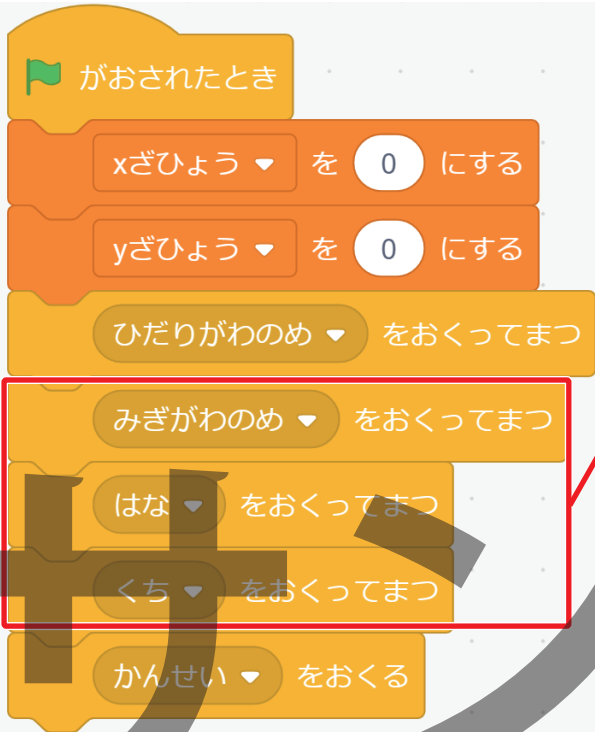 がおされたとき
xざひょう を 0 にする
yざひょう を 0 にする
ひだりがわのめ をおくってまつ
みぎがわのめ をおくってまつ
はな をおくってまつ
くち をおくってまつ
かんせい をおくる